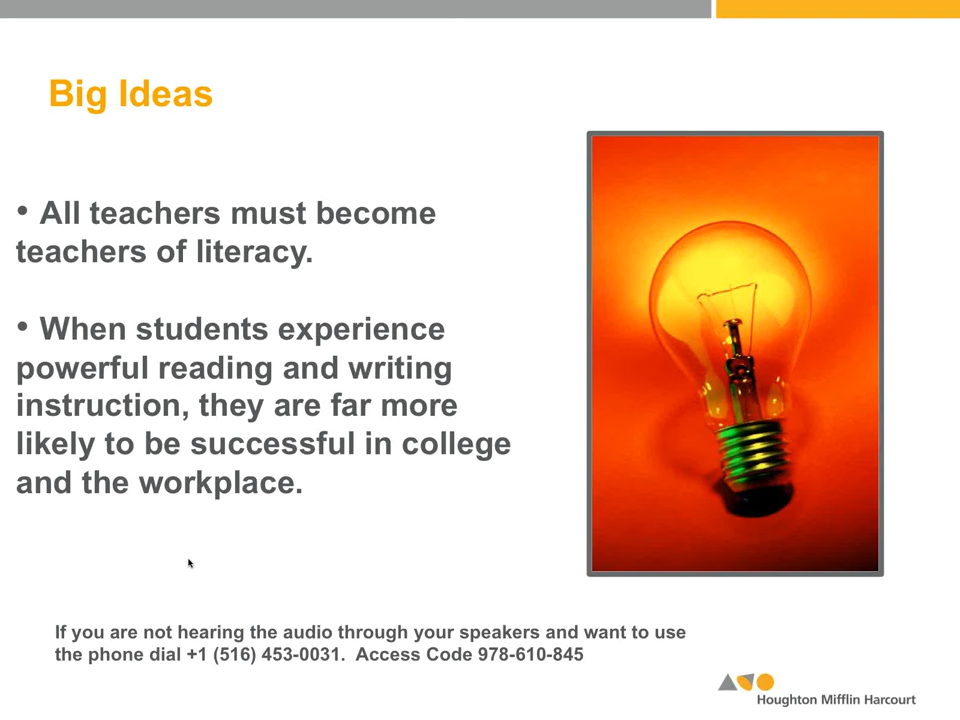 Big Ideas
• All teachers must become
teachers of literacy.
• When students experience
powerful reading and writing
instruction, they are far more
likely to be successful in college
and the workplace.
If you are not hearing the audio through your speakers and want to use
the phone dial +1 (516) 453-0031.  Access Code 978-610-845
Houghton Mifflin Harcourt